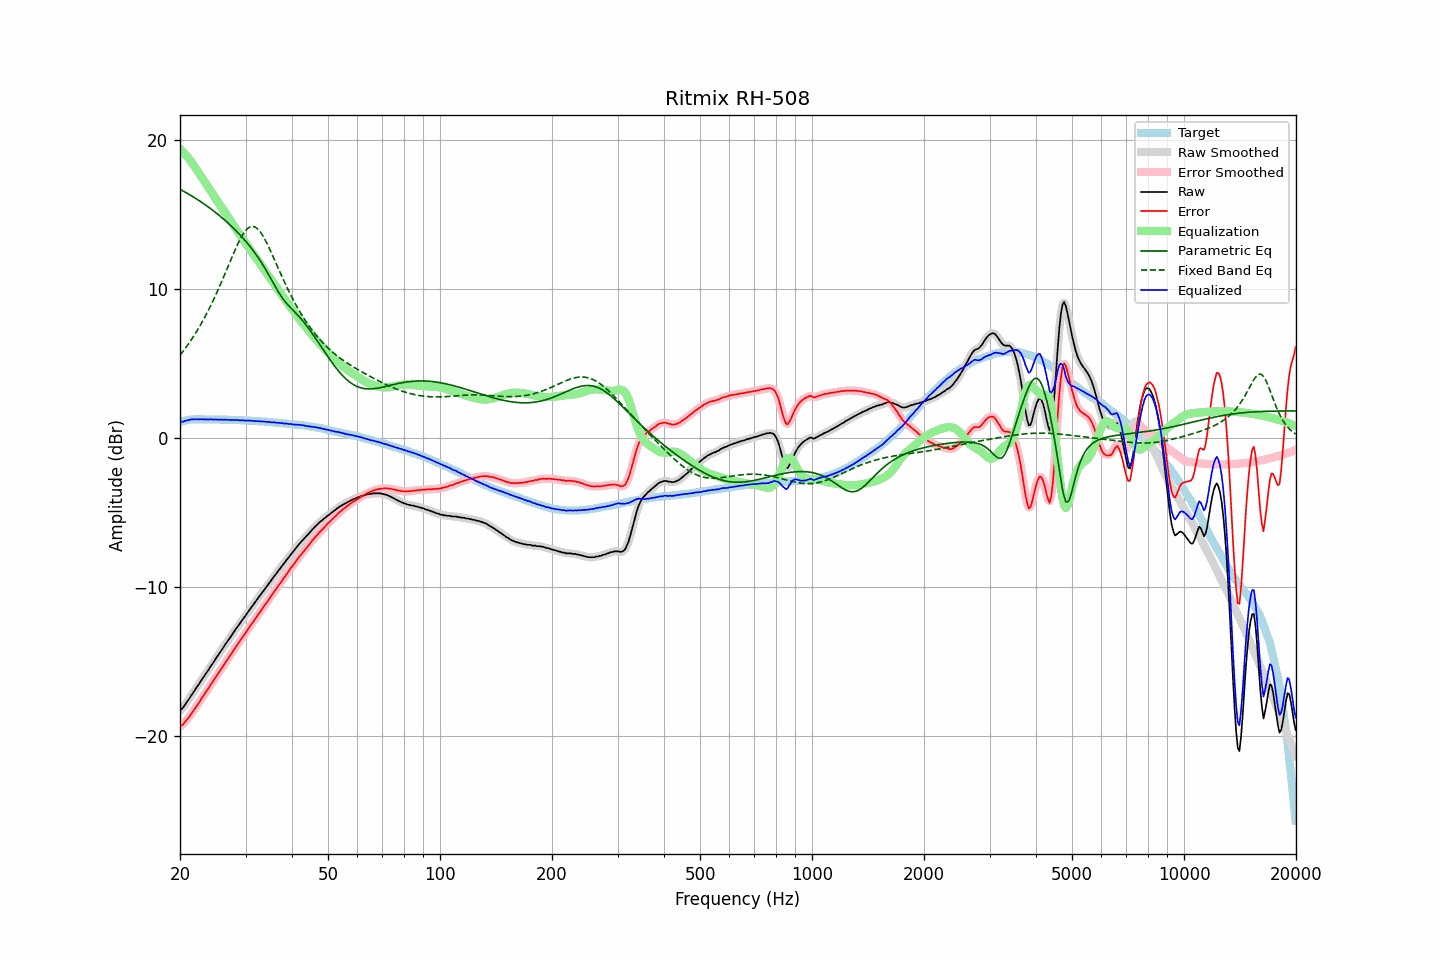 Ritmix RH-508
Amplitude (dBr)
20
10
0
−10
−20
Target
Raw Smoothed
Error Smoothed
Raw
Error
Equalization
Parametric Eq
Fixed Band Eq
Equalized
20 50 100 200 500 1000 2000 5000 10000 20000
Frequency (Hz)